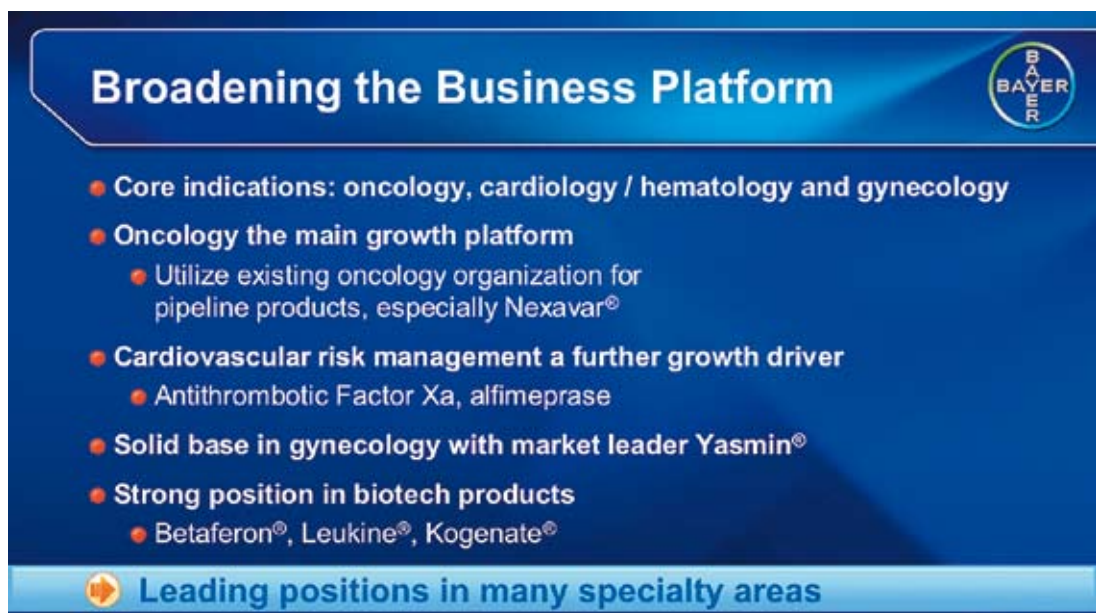 Broadening the Business Platform
BAYER
BAYER
Core indications: oncology, cardiology / hematology and gynecology
Oncology the main growth platform
Utilize existing oncology organization for
pipeline products, especially Nexavar®
Cardiovascular risk management a further growth driver
Antithrombotic Factor Xa, alfimeprase
Solid base in gynecology with market leader Yasmin®
Strong position in biotech products
Betaferon®, Leukine®, Kogenate®
Leading positions in many specialty areas